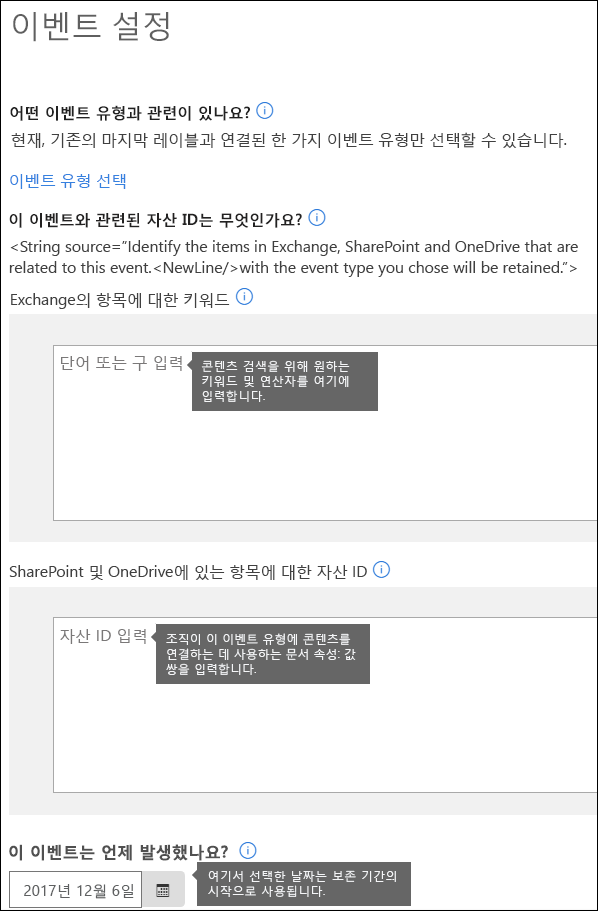 이벤트 설정
어떤 이벤트 유형과 관련이 있나요?
현재, 기존의 마지막 레이블과 연결된 한 가지 이벤트 유형만 선택할 수 있습니다.
이벤트 유형 선택
이 이벤트와 관련된 자산 ID는 무엇인가요?
<String source=”Identify the items in Exchange, SharePoint and OneDrive that are
related to this event.<NewLine/>with the event type you chose will be retained.”>
Exchange의 항목에 대한 키워드
단어 또는 구 입력
콘텐츠 검색을 위해 원하는
키워드 및 연산자를 여기에
입력합니다.
SharePoint 및 OneDrive에 있는 항목에 대한 자산 ID
자산 ID 입력
조직이 이 이벤트 유형에 콘텐츠를
연결하는 데 사용하는 문서 속성: 값
쌍을 입력합니다.
이 이벤트는 언제 발생했나요?
2017년 12월 6일
여기서 선택한 날짜는 보존 기간의
시작으로 사용됩니다.